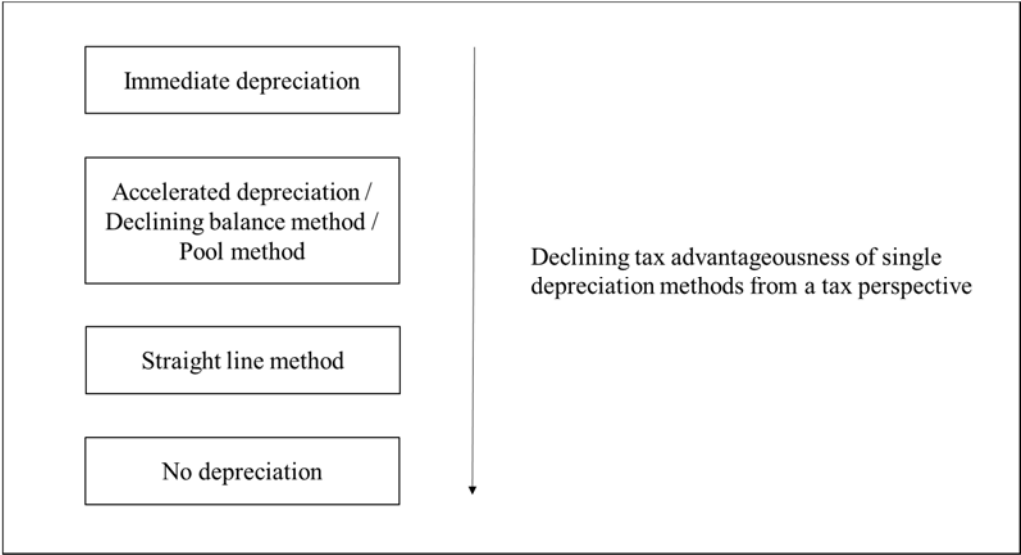 Immediate depreciation
Accelerated depreciation /
Declining balance method /
Pool method
Declining tax advantageousness of single
depreciation methods from a tax perspective
Straight line method
No depreciation